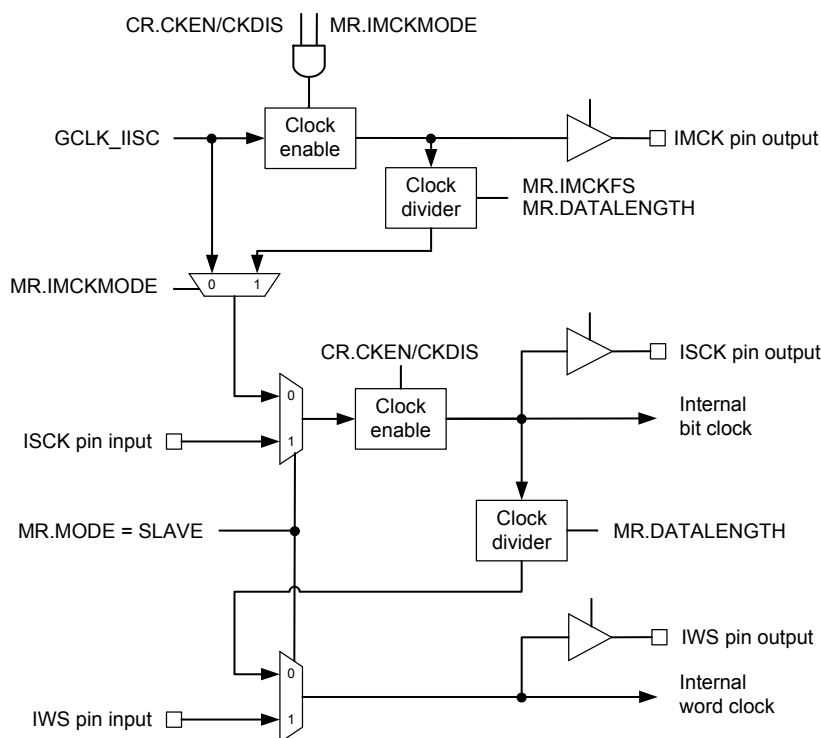 CR.CKEN/CKDIS MR.IMCKMODE
GCLK_IISC
Clock
enable
IMCK pin output
Clock
divider
MR.IMCKFS
MR.DATALENGTH
MR.IMCKMODE
0 1
CR.CKEN/CKDIS
ISCK pin output
0
Clock
enable
Internal
bit clock
ISCK pin input
1
MR.MODE = SLAVE
Clock
divider
MR.DATALENGTH
IWS pin output
0
Internal
word clock
IWS pin input
1